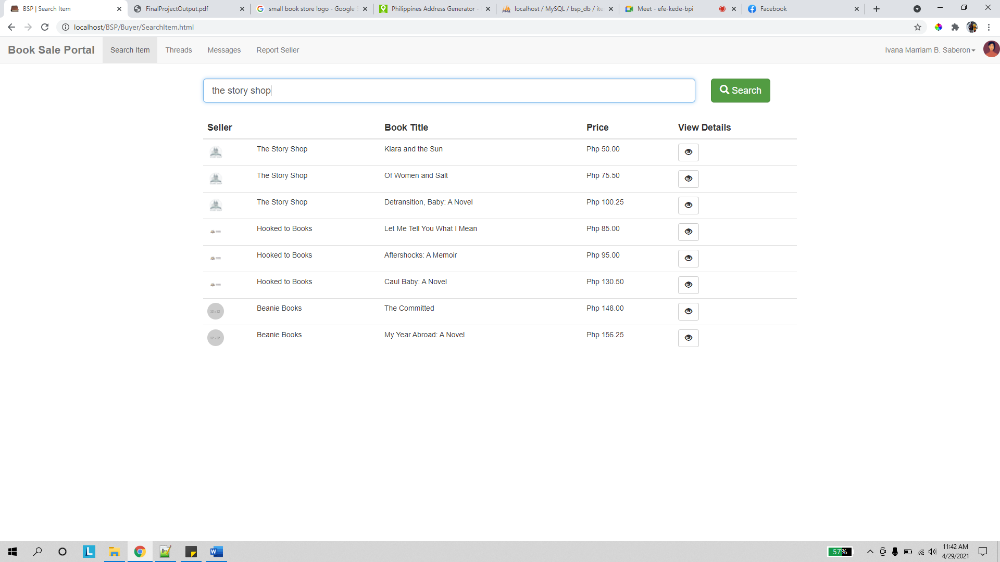 BSP | Search Item
FinalProjectOutput.pdf
small book store logo - Google
Philippines Address Generator -
localhost / MySQL / bsp_db / ite
Meet - efe-kede-bpi
Facebook
localhost/BSP/Buyer/SearchItem.html
Book Sale Portal
Search Item
Threads
Messages
Report Seller
Ivana Marriam B. Saberon
the story shop
Search
Seller Book Title Price View Details
The Story Shop Klara and the Sun Php 50.00
The Story Shop Of Women and Salt Php 75.50
The Story Shop Detransition, Baby: A Novel Php 100.25
Hooked to Books Let Me Tell You What I Mean Php 85.00
Hooked to Books Aftershocks: A Memoir Php 95.00
Hooked to Books Caul Baby: A Novel Php 130.50
Beanie Books The Committed Php 148.00
Beanie Books My Year Abroad: A Novel Php 156.25
57%
11:42 AM
4/29/2021